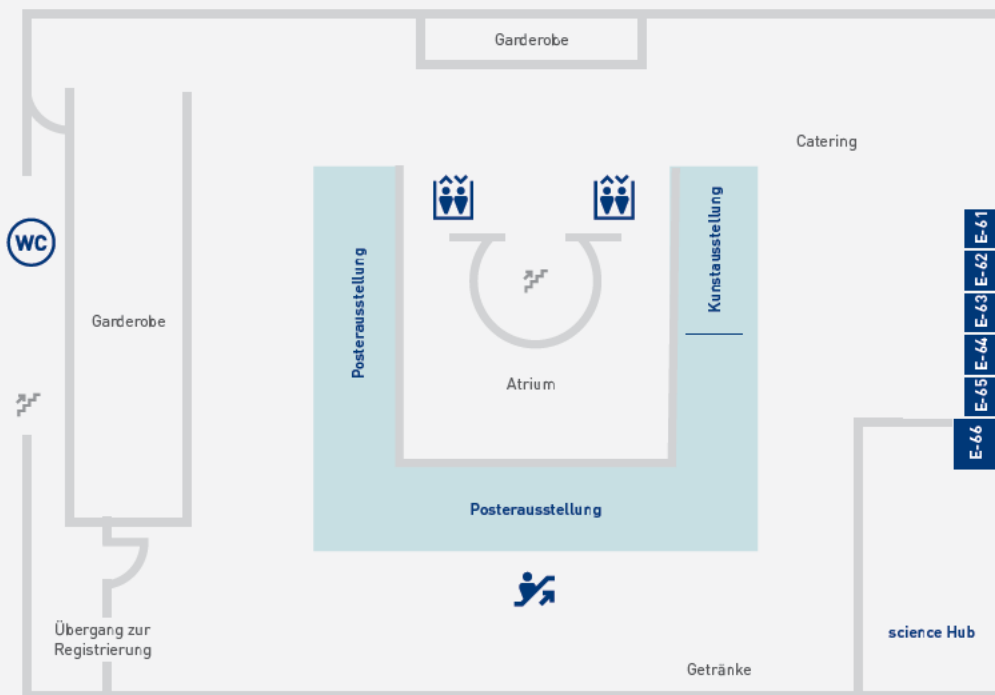 Garderobe
Catering
WC
Garderobe
Posterausstellung
Kunstausstellung
E-61
E-62
E-63
E-64
E-65
E-66
Atrium
Posterausstellung
Übergang zur
Registrierung
science Hub
Getränke